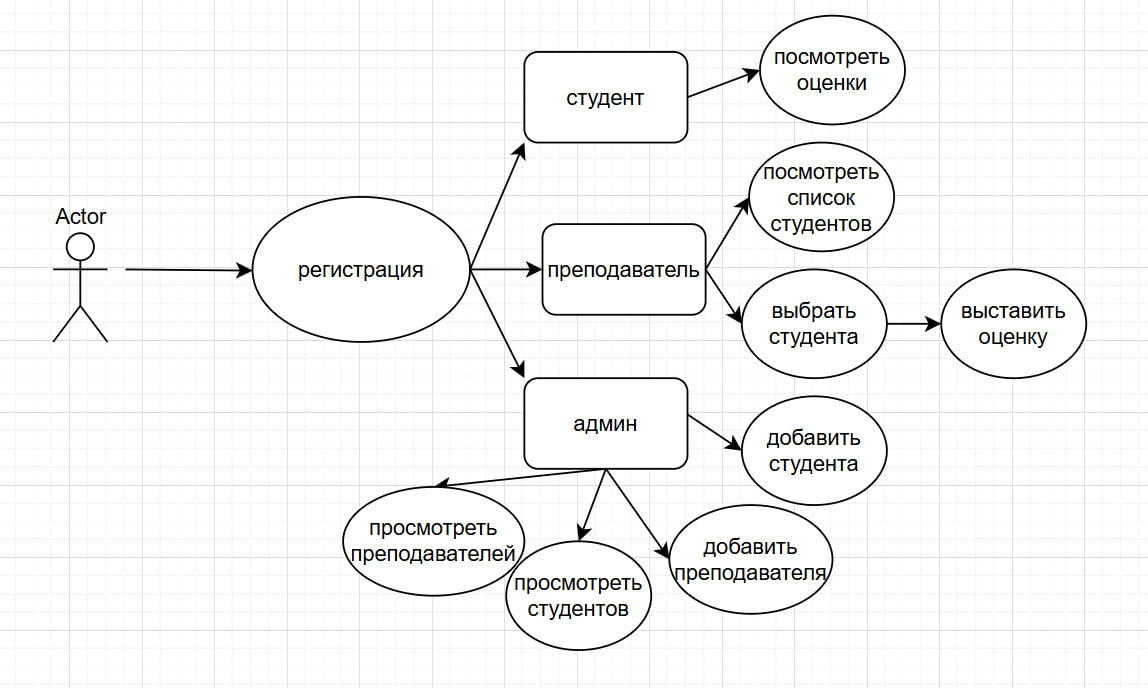 Actor
регистрация
студент
посмотреть
оценки
преподаватель
посмотреть
список
студентов
выбрать
студента
выставить
оценку
админ
добавить
студента
просмотреть
преподавателей
просмотреть
студентов
добавить
преподавателя